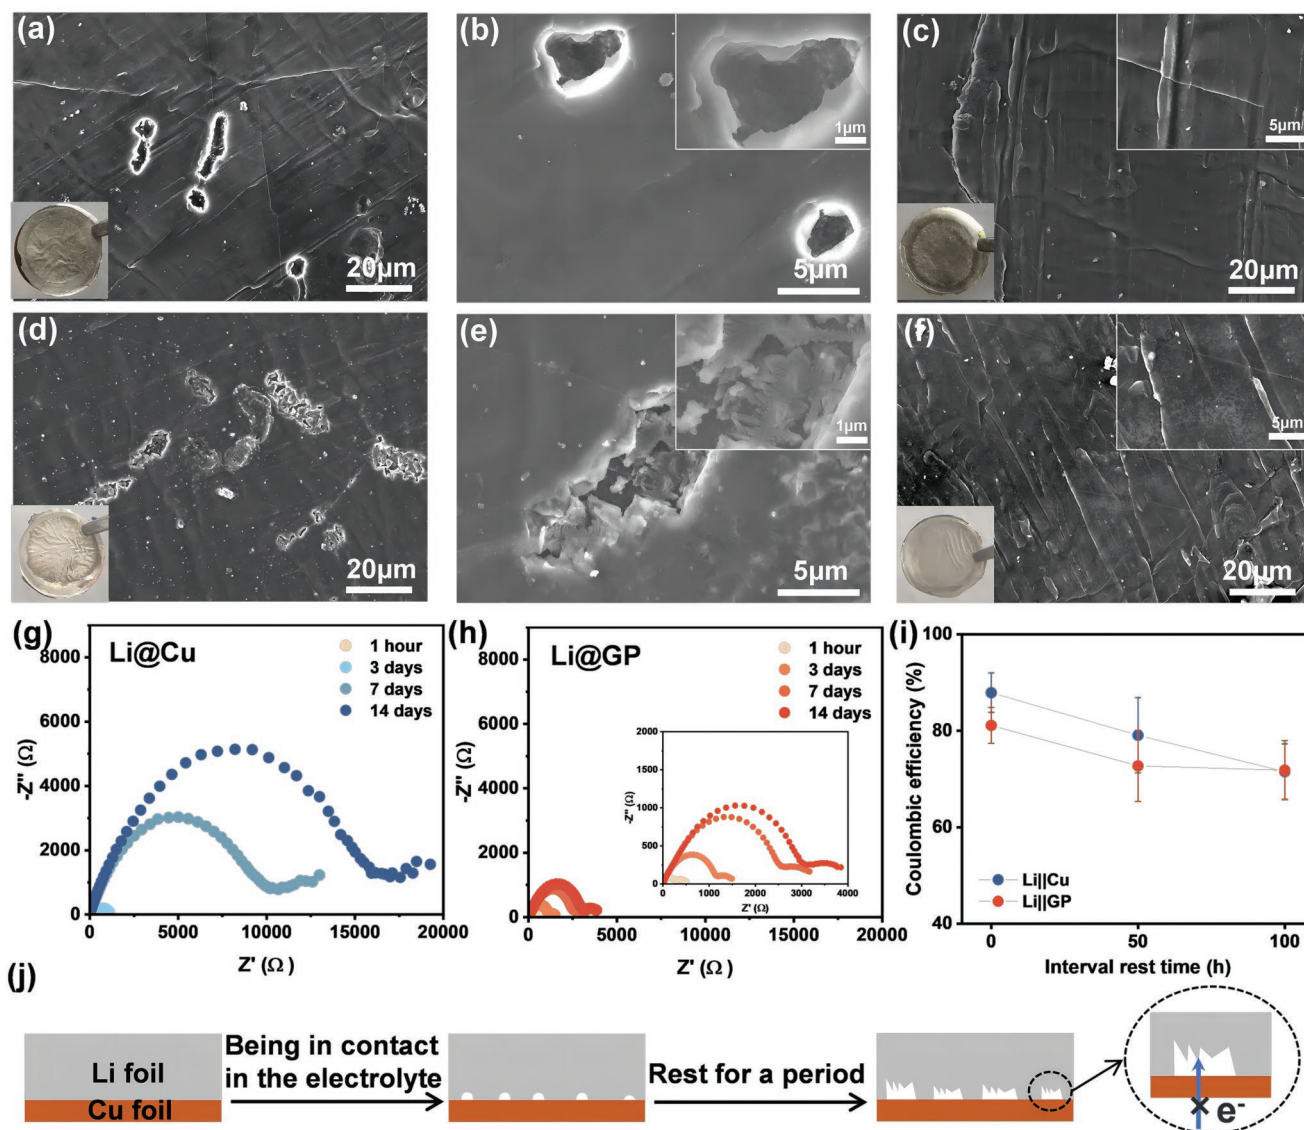 (a)
20μm
(b)
1μm
5μm
(c)
5μm
20μm
(d)
20μm
(e)
1μm
5μm
(f)
5μm
20μm
(g)
Li@Cu
1 hour
3 days
7 days
14 days
8000
6000
4000
2000
0
-Z'' (Ω)
0
5000
10000
15000
20000
Z' (Ω)
(h)
Li@GP
1 hour
3 days
7 days
14 days
8000
6000
4000
2000
0
-Z'' (Ω)
2000
1500
1000
500
0
-Z'' (Ω)
0
1000
2000
3000
4000
Z' (Ω)
0
5000
10000
15000
20000
Z' (Ω)
(i)
100
80
60
40
Coulombic efficiency (%)
Li||Cu
Li||GP
0
50
100
Interval rest time (h)
(j)
Li foil
Cu foil
Being in contact
in the electrolyte
Rest for a period
e-